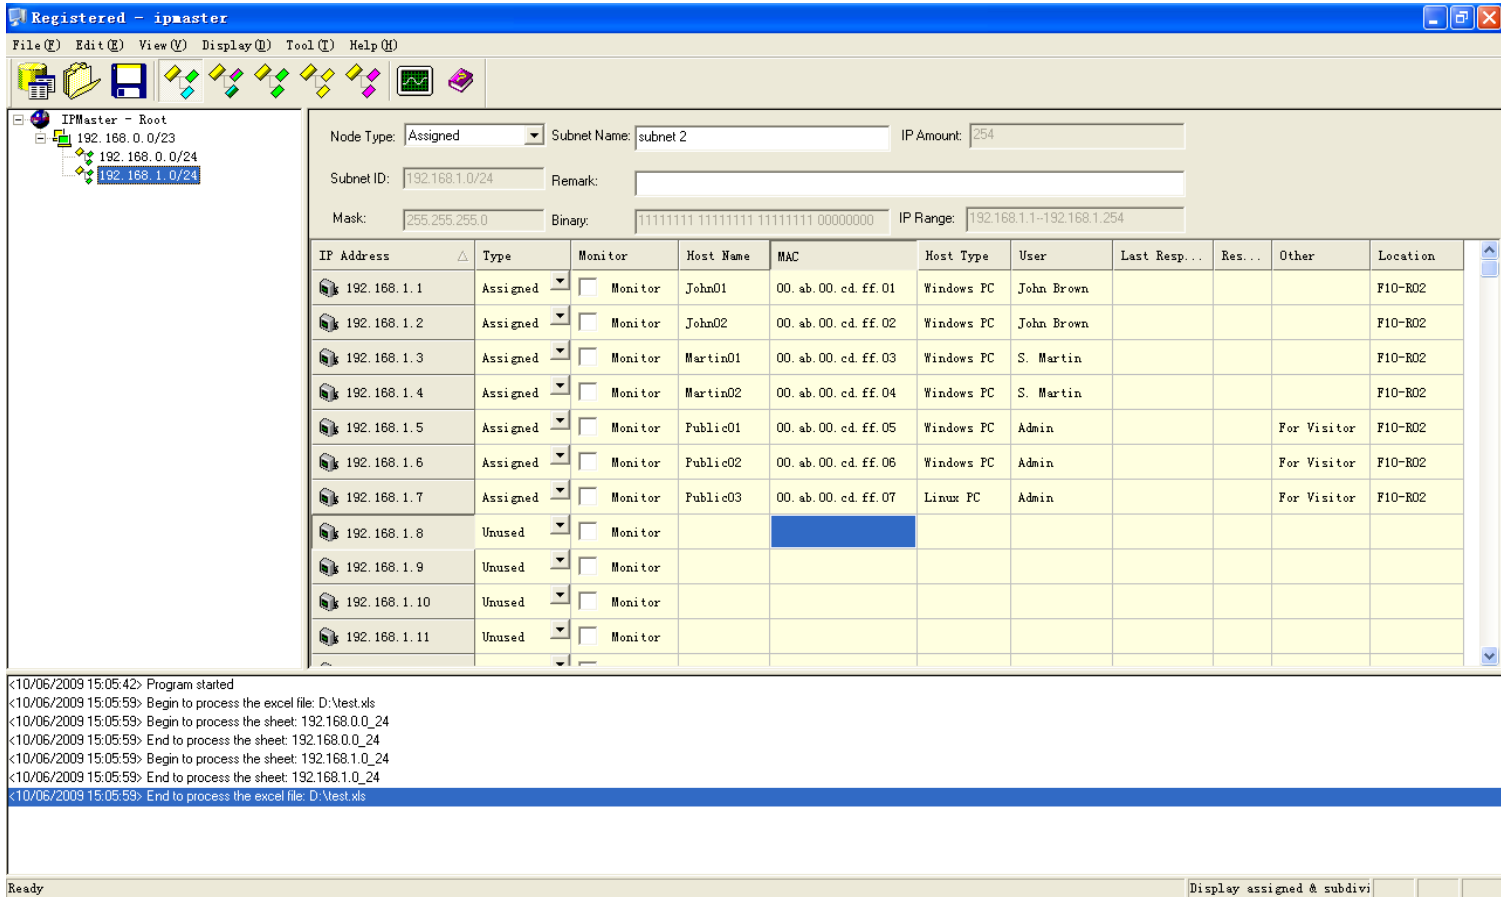 Registered - ipmaster
File(F) Edit(E) View(V) Display(D) Tool(T) Help(H)
IPMaster - Root
192.168.0.0/23
192.168.0.0/24
192.168.1.0/24
Node Type: Assigned Subnet Name: subnet 2 IP Amount: 254
Subnet ID: 192.168.1.0/24 Remark:
Mask: 255.255.255.0 Binary: 11111111 11111111 11111111 00000000 IP Range: 192.168.1.1--192.168.1.254
IP Address Type Monitor Host Name MAC Host Type User Last Resp... Res... Other Location
192.168.1.1 Assigned Monitor John01 00.ab.00.cd.ff.01 Windows PC John Brown F10-R02
192.168.1.2 Assigned Monitor John02 00.ab.00.cd.ff.02 Windows PC John Brown F10-R02
192.168.1.3 Assigned Monitor Martin01 00.ab.00.cd.ff.03 Windows PC S. Martin F10-R02
192.168.1.4 Assigned Monitor Martin02 00.ab.00.cd.ff.04 Windows PC S. Martin F10-R02
192.168.1.5 Assigned Monitor Public01 00.ab.00.cd.ff.05 Windows PC Admin For Visitor F10-R02
192.168.1.6 Assigned Monitor Public02 00.ab.00.cd.ff.06 Windows PC Admin For Visitor F10-R02
192.168.1.7 Assigned Monitor Public03 00.ab.00.cd.ff.07 Linux PC Admin For Visitor F10-R02
192.168.1.8 Unused Monitor
192.168.1.9 Unused Monitor
192.168.1.10 Unused Monitor
192.168.1.11 Unused Monitor
<10/06/2009 15:05:42> Program started
<10/06/2009 15:05:59> Begin to process the excel file: D:\test.xls
<10/06/2009 15:05:59> Begin to process the sheet: 192.168.0.0_24
<10/06/2009 15:05:59> End to process the sheet: 192.168.0.0_24
<10/06/2009 15:05:59> Begin to process the sheet: 192.168.1.0_24
<10/06/2009 15:05:59> End to process the sheet: 192.168.1.0_24
<10/06/2009 15:05:59> End to process the excel file: D:\test.xls
Ready Display assigned & subdivi